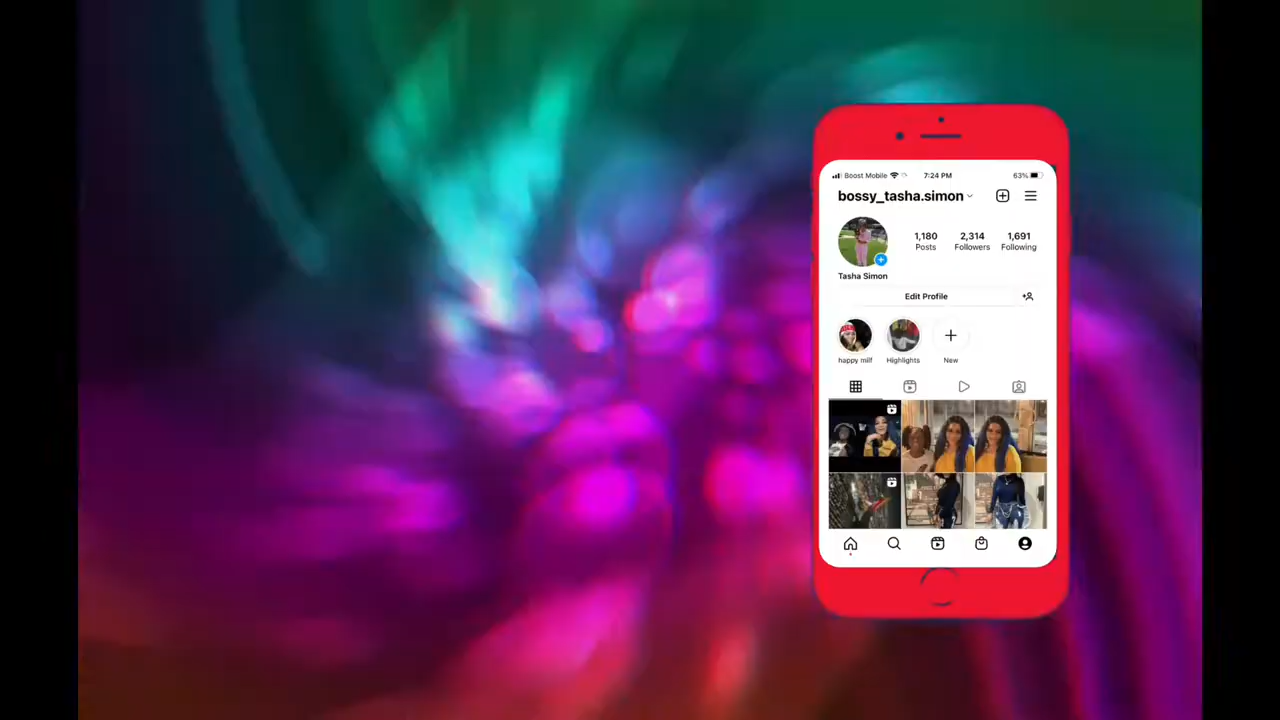 Boost Mobile
7:24 PM
63%
bossy_tasha.simon
1,180
2,314
1,691
Posts
Followers
Following
Tasha Simon
Edit Profile
happy milf
Highlights
New